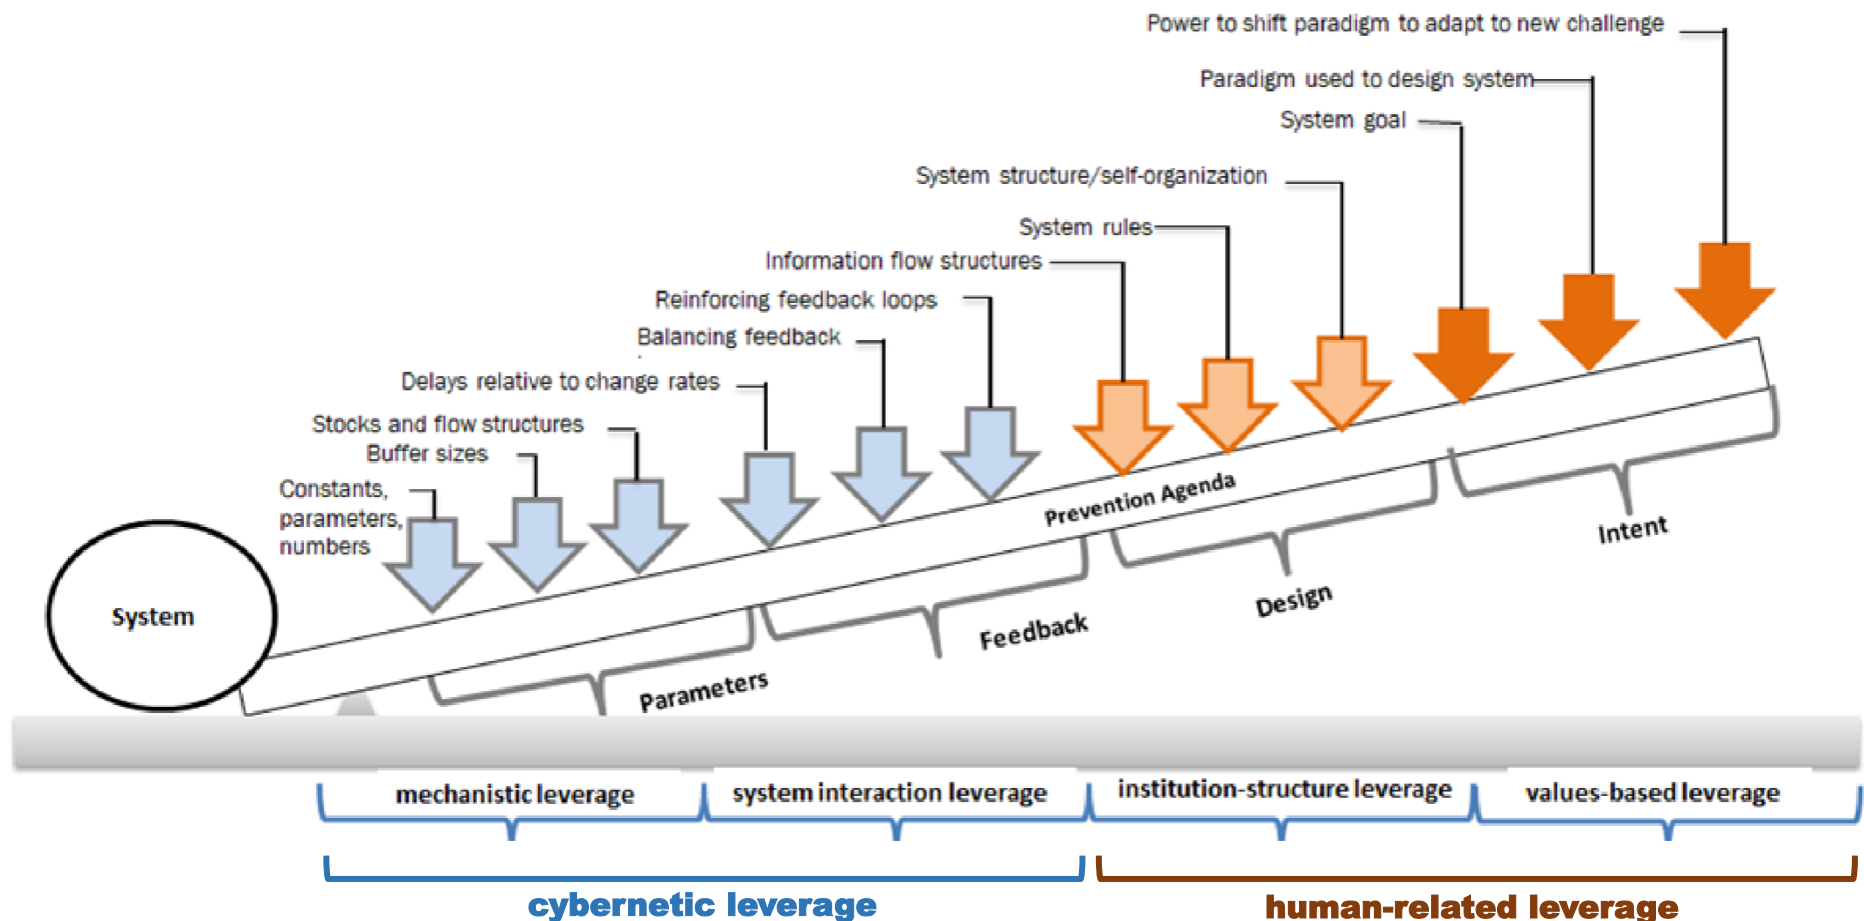 Power to shift paradigm to adapt to new challenge
Paradigm used to design system
System goal
System structure/self-organization
System rules
Information flow structures
Reinforcing feedback loops
Balancing feedback
Delays relative to change rates
Stocks and flow structures
Buffer sizes
Constants,
parameters,
numbers
System
Prevention Agenda
Intent
Design
Feedback
Parameters
mechanistic leverage
system interaction leverage
institution-structure leverage
values-based leverage
cybernetic leverage
human-related leverage